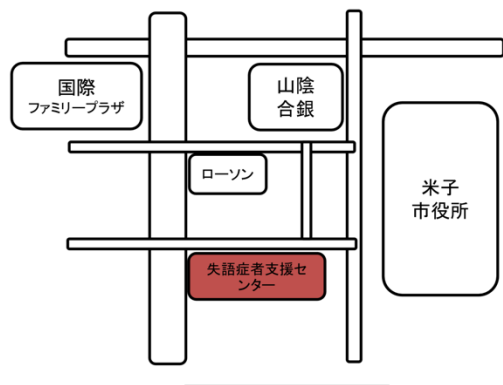 国際
ファミリープラザ
山陰
合銀
ローソン
米子
市役所
失語症者支援セ
ンター